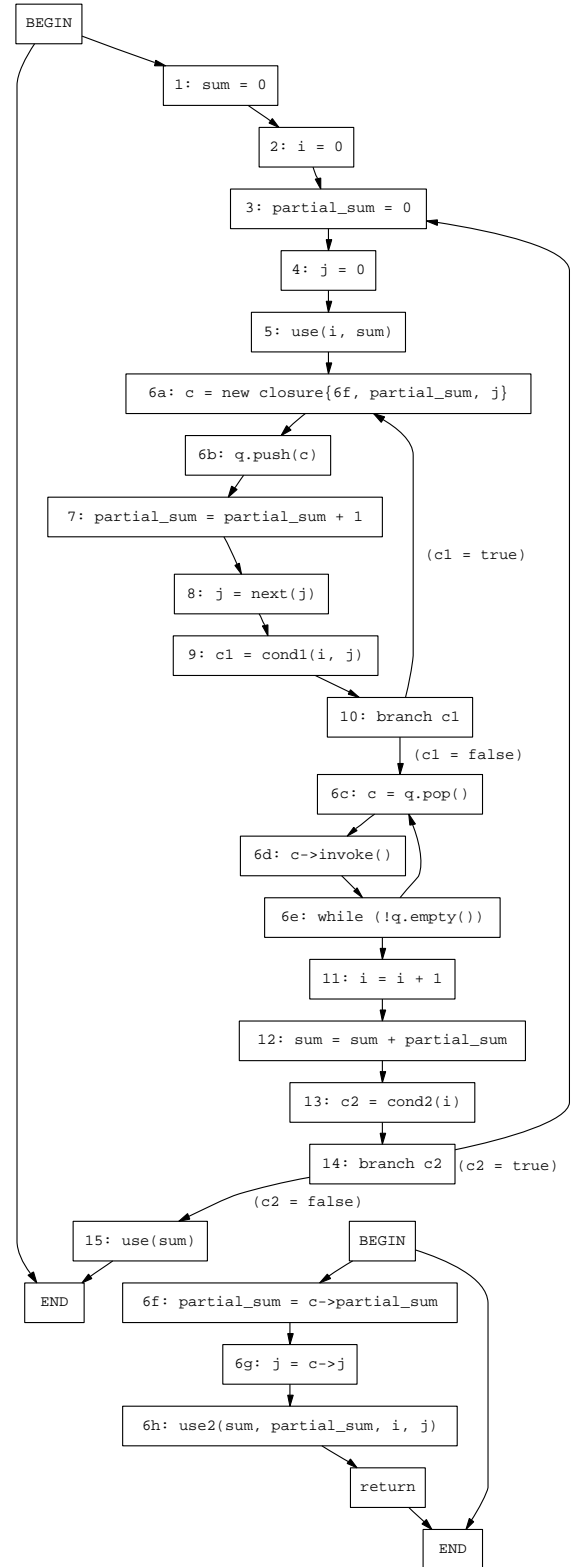 BEGIN
1: sum = 0
2: i = 0
3: partial_sum = 0
4: j = 0
5: use(i, sum)
6a: c = new closure{6f, partial_sum, j}
6b: q.push(c)
7: partial_sum = partial_sum + 1
(c1 = true)
8: j = next(j)
9: c1 = cond1(i, j)
10: branch c1
(c1 = false)
6c: c = q.pop()
6d: c->invoke()
6e: while (!q.empty())
11: i = i + 1
12: sum = sum + partial_sum
13: c2 = cond2(i)
14: branch c2
(c2 = true)
(c2 = false)
15: use(sum)
BEGIN
END
6f: partial_sum = c->partial_sum
6g: j = c->j
6h: use2(sum, partial_sum, i, j)
return
END